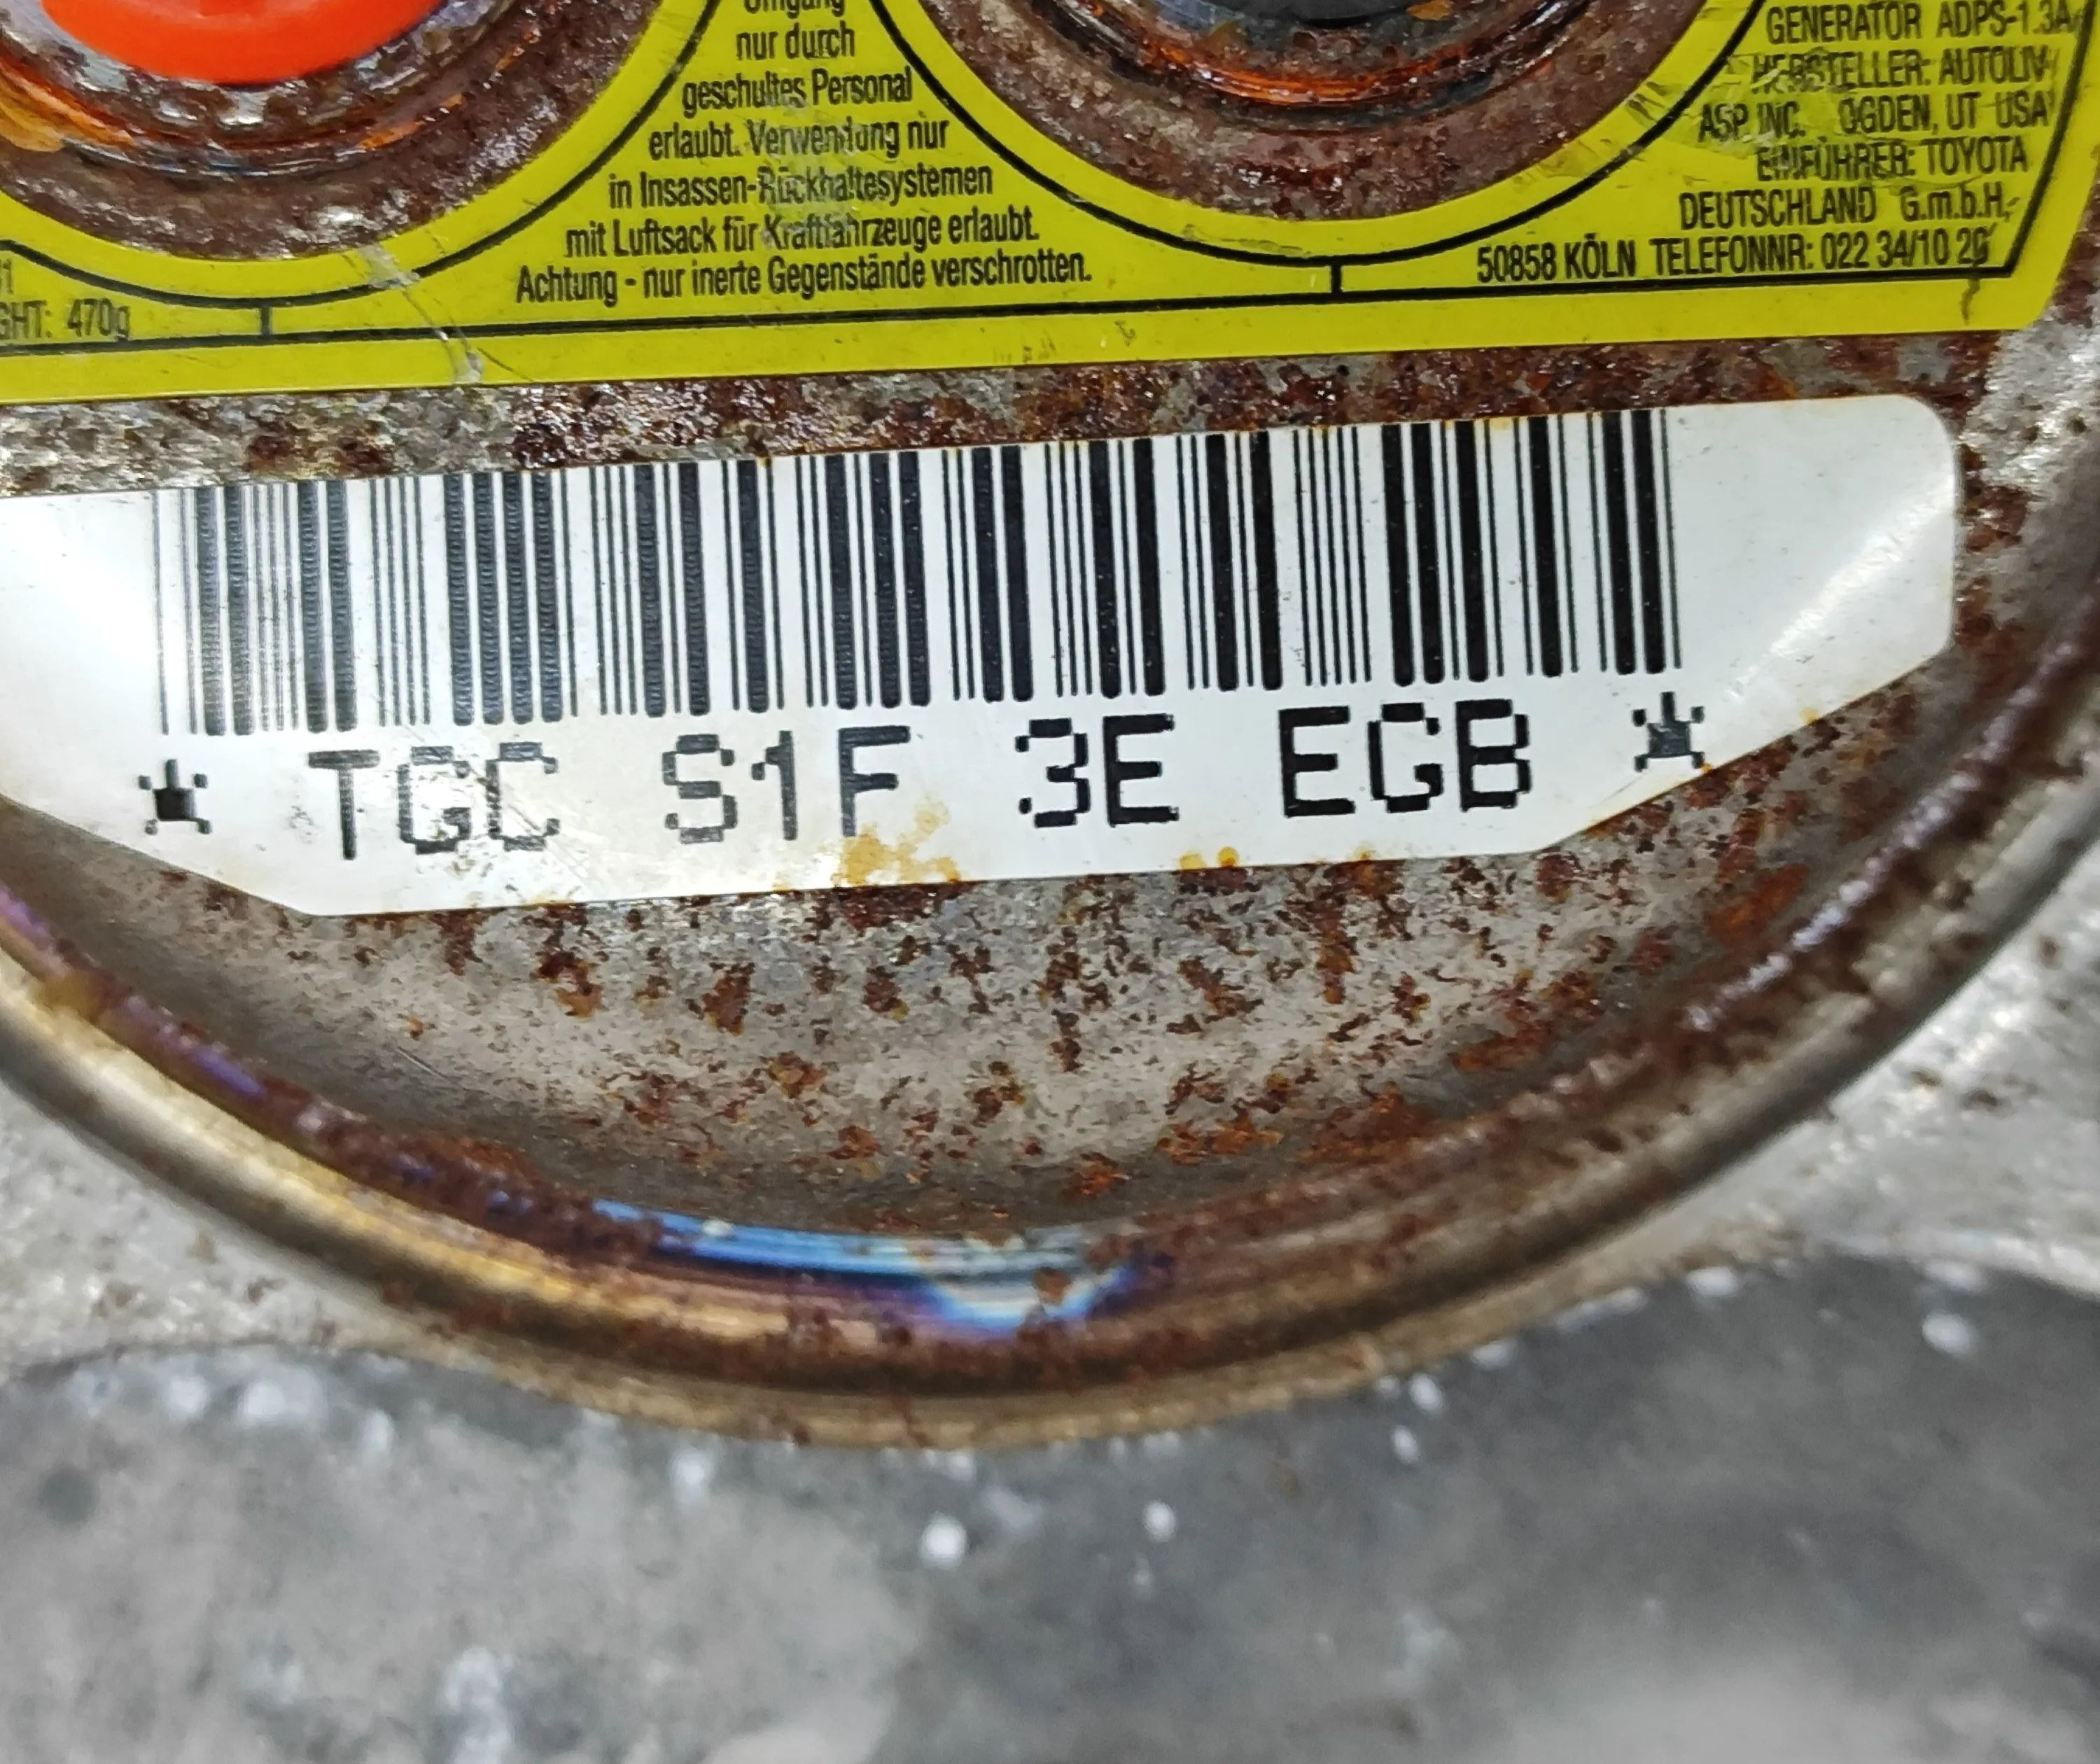 Umgang
nur durch
geschultes Personal
erlaubt. Verwendung nur
in Insassen-Rückhaltesystemen
mit Luftsack für Kraftfahrzeuge erlaubt.
Achtung - nur inerte Gegenstände verschrotten.
GHT: 470g
GENERATOR ADPS-1.3A
HERSTELLER: AUTOLIV
ASP INC. OGDEN, UT USA
EINFÜHRER: TOYOTA
DEUTSCHLAND G.m.b.H,
50858 KÖLN TELEFONNR: 022 34/10 20
* TGC S1F 3E EGB *